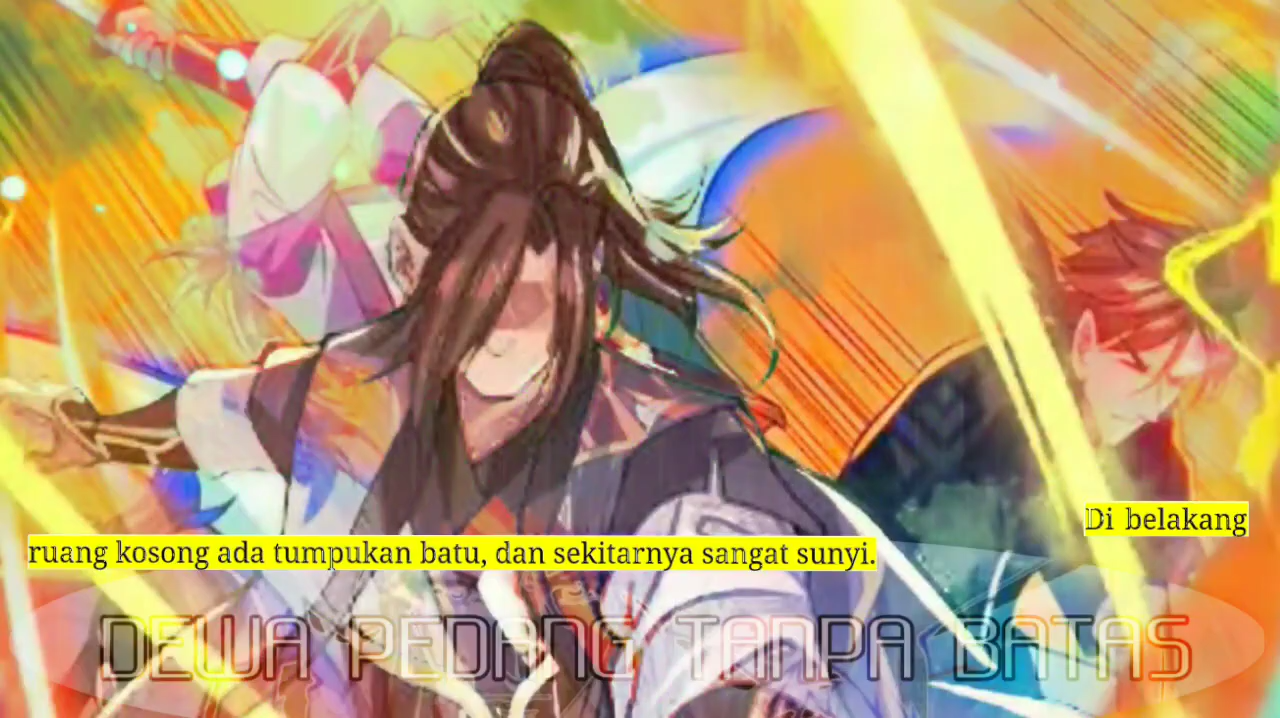 Di belakang
ruang kosong ada tumpukan batu, dan sekitarnya sangat sunyi.
DEWA PEDANG TANPA BATAS